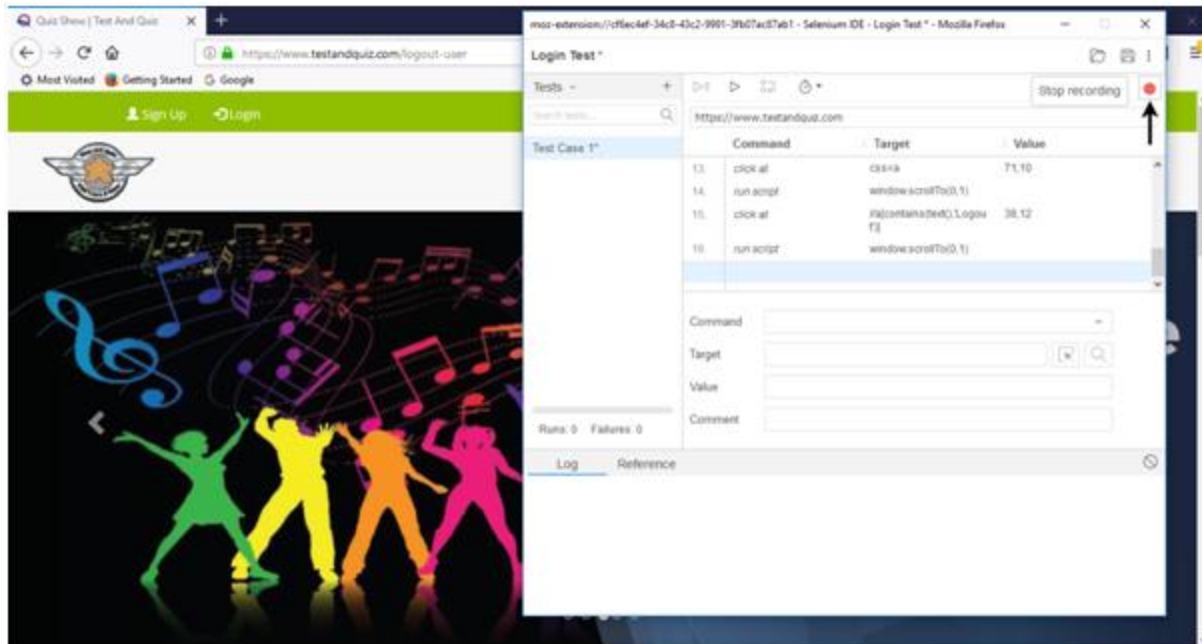 Quiz Show | Test And Quiz
https://www.testandquiz.com/logout-user
Most Visited Getting Started Google
Sign Up Login
moz-extension://cf6ec4ef-34c8-43c2-9991-3fb07ac87ab1 - Selenium IDE - Login Test * - Mozilla Firefox
Login Test *
Tests
Stop recording
Search tests...
https://www.testandquiz.com
Test Case 1*
Command Target Value
13. click at css=a 71,10
14. run script window.scrollTo(0,1)
15. click at //a[contains(text(),'Logou 38,12
t')]
16. run script window.scrollTo(0,1)
Command
Target
Value
Comment
Runs: 0 Failures: 0
Log Reference